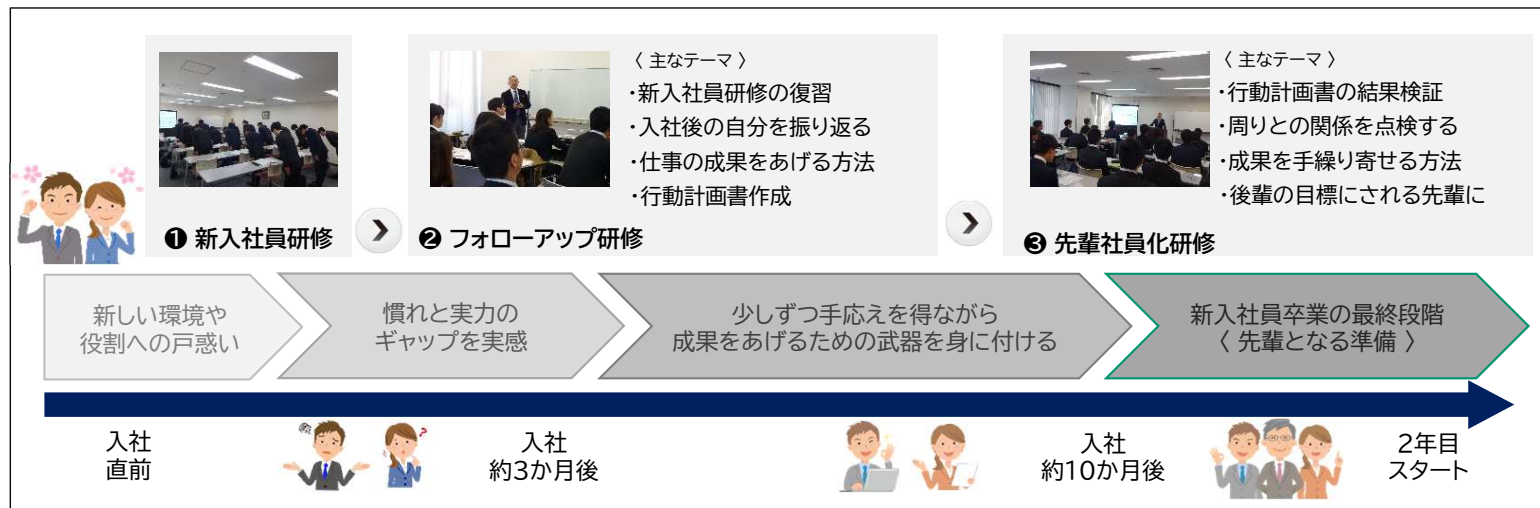 ❶ 新入社員研修
❷ フォローアップ研修
〈 主なテーマ 〉
・新入社員研修の復習
・入社後の自分を振り返る
・仕事の成果をあげる方法
・行動計画書作成
❸ 先輩社員化研修
〈 主なテーマ 〉
・行動計画書の結果検証
・周りとの関係を点検する
・成果を手繰り寄せる方法
・後輩の目標にされる先輩に
新しい環境や
役割への戸惑い
慣れと実力の
ギャップを実感
少しずつ手応えを得ながら
成果をあげるための武器を身に付ける
新入社員卒業の最終段階
〈 先輩となる準備 〉
入社
直前
入社
約3か月後
入社
約10か月後
2年目
スタート